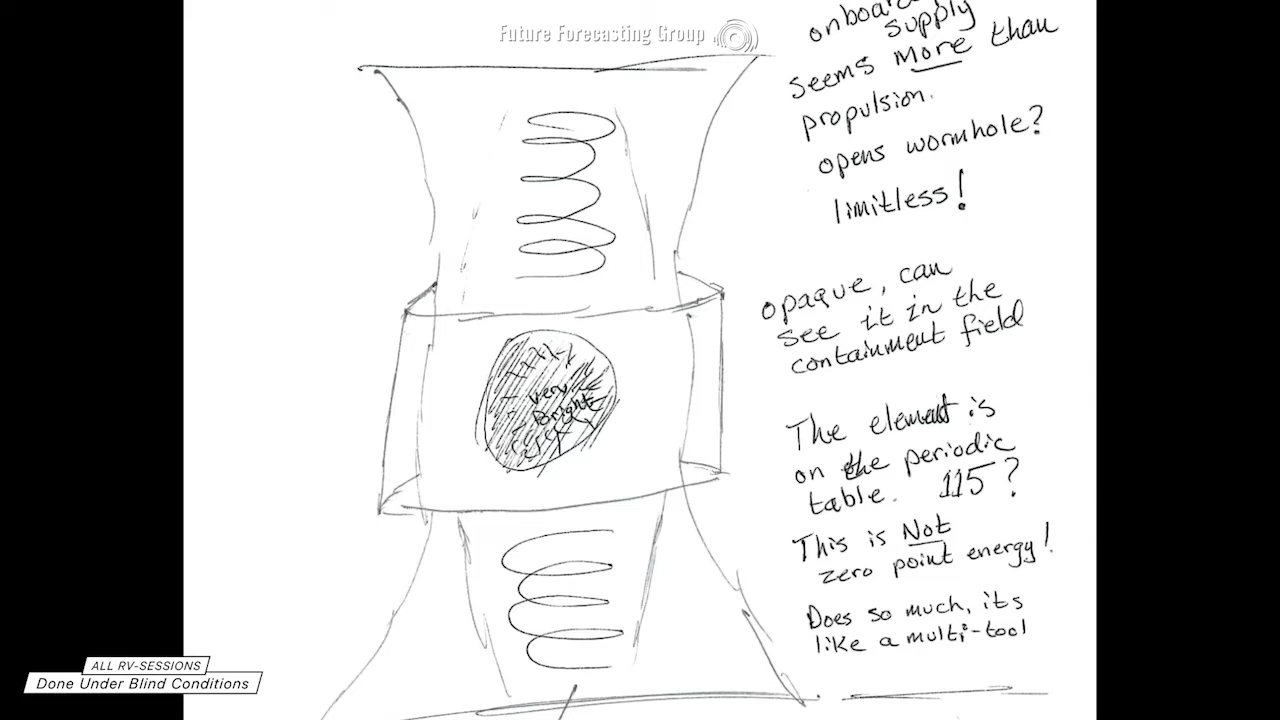 Future Forecasting Group
onboard
supply
seems more than
propulsion.
opens wormhole?
limitless!
opaque, can
see it in the
containment field
very
bright
The element is
on the periodic
table. 115?
This is Not
zero point energy!
Does so much, its
like a multi-tool
ALL RV-SESSIONS
Done Under Blind Conditions